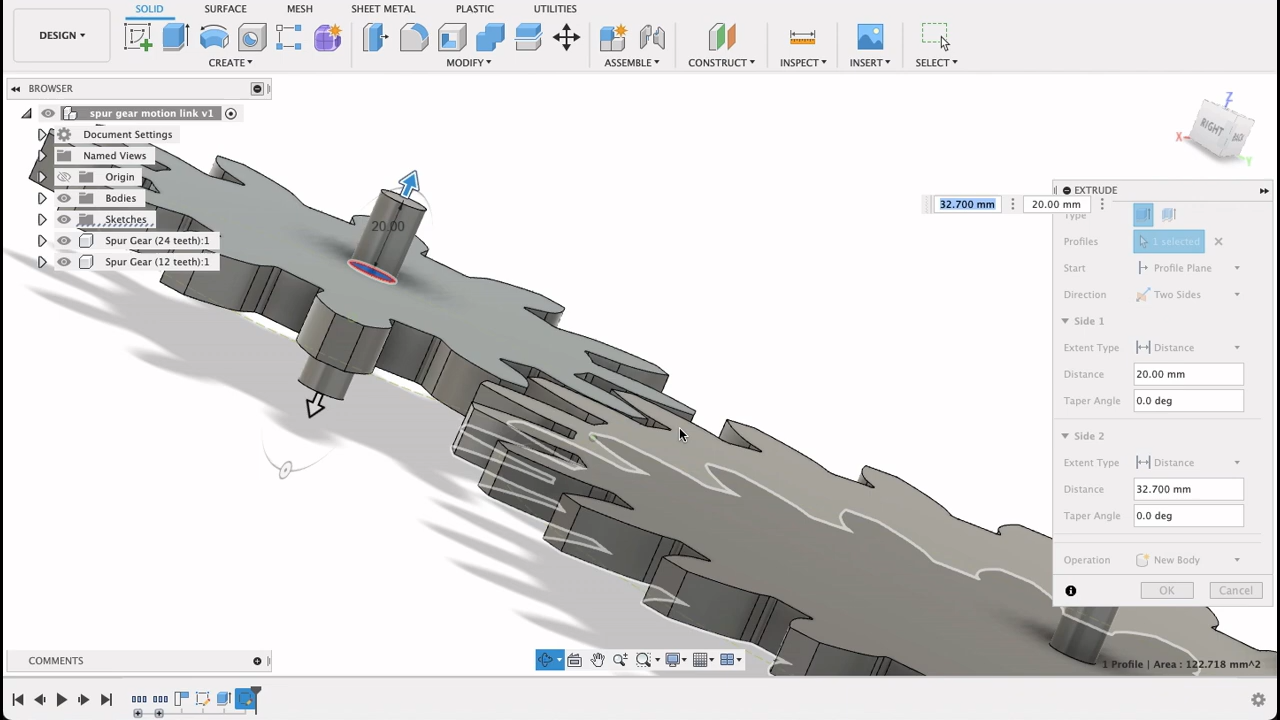 SOLID SURFACE MESH SHEET METAL PLASTIC UTILITIES
DESIGN
CREATE MODIFY ASSEMBLE CONSTRUCT INSPECT INSERT SELECT
BROWSER
spur gear motion link v1
Document Settings
Named Views
Origin
Bodies
Sketches
Spur Gear (24 teeth):1
Spur Gear (12 teeth):1
20.00
Z
RIGHT
BACK
X
Y
32.700 mm
20.00 mm
EXTRUDE
Type
Profiles 1 selected
Start Profile Plane
Direction Two Sides
Side 1
Extent Type Distance
Distance 20.00 mm
Taper Angle 0.0 deg
Side 2
Extent Type Distance
Distance 32.700 mm
Taper Angle 0.0 deg
Operation New Body
OK Cancel
1 Profile | Area : 122.718 mm^2
COMMENTS